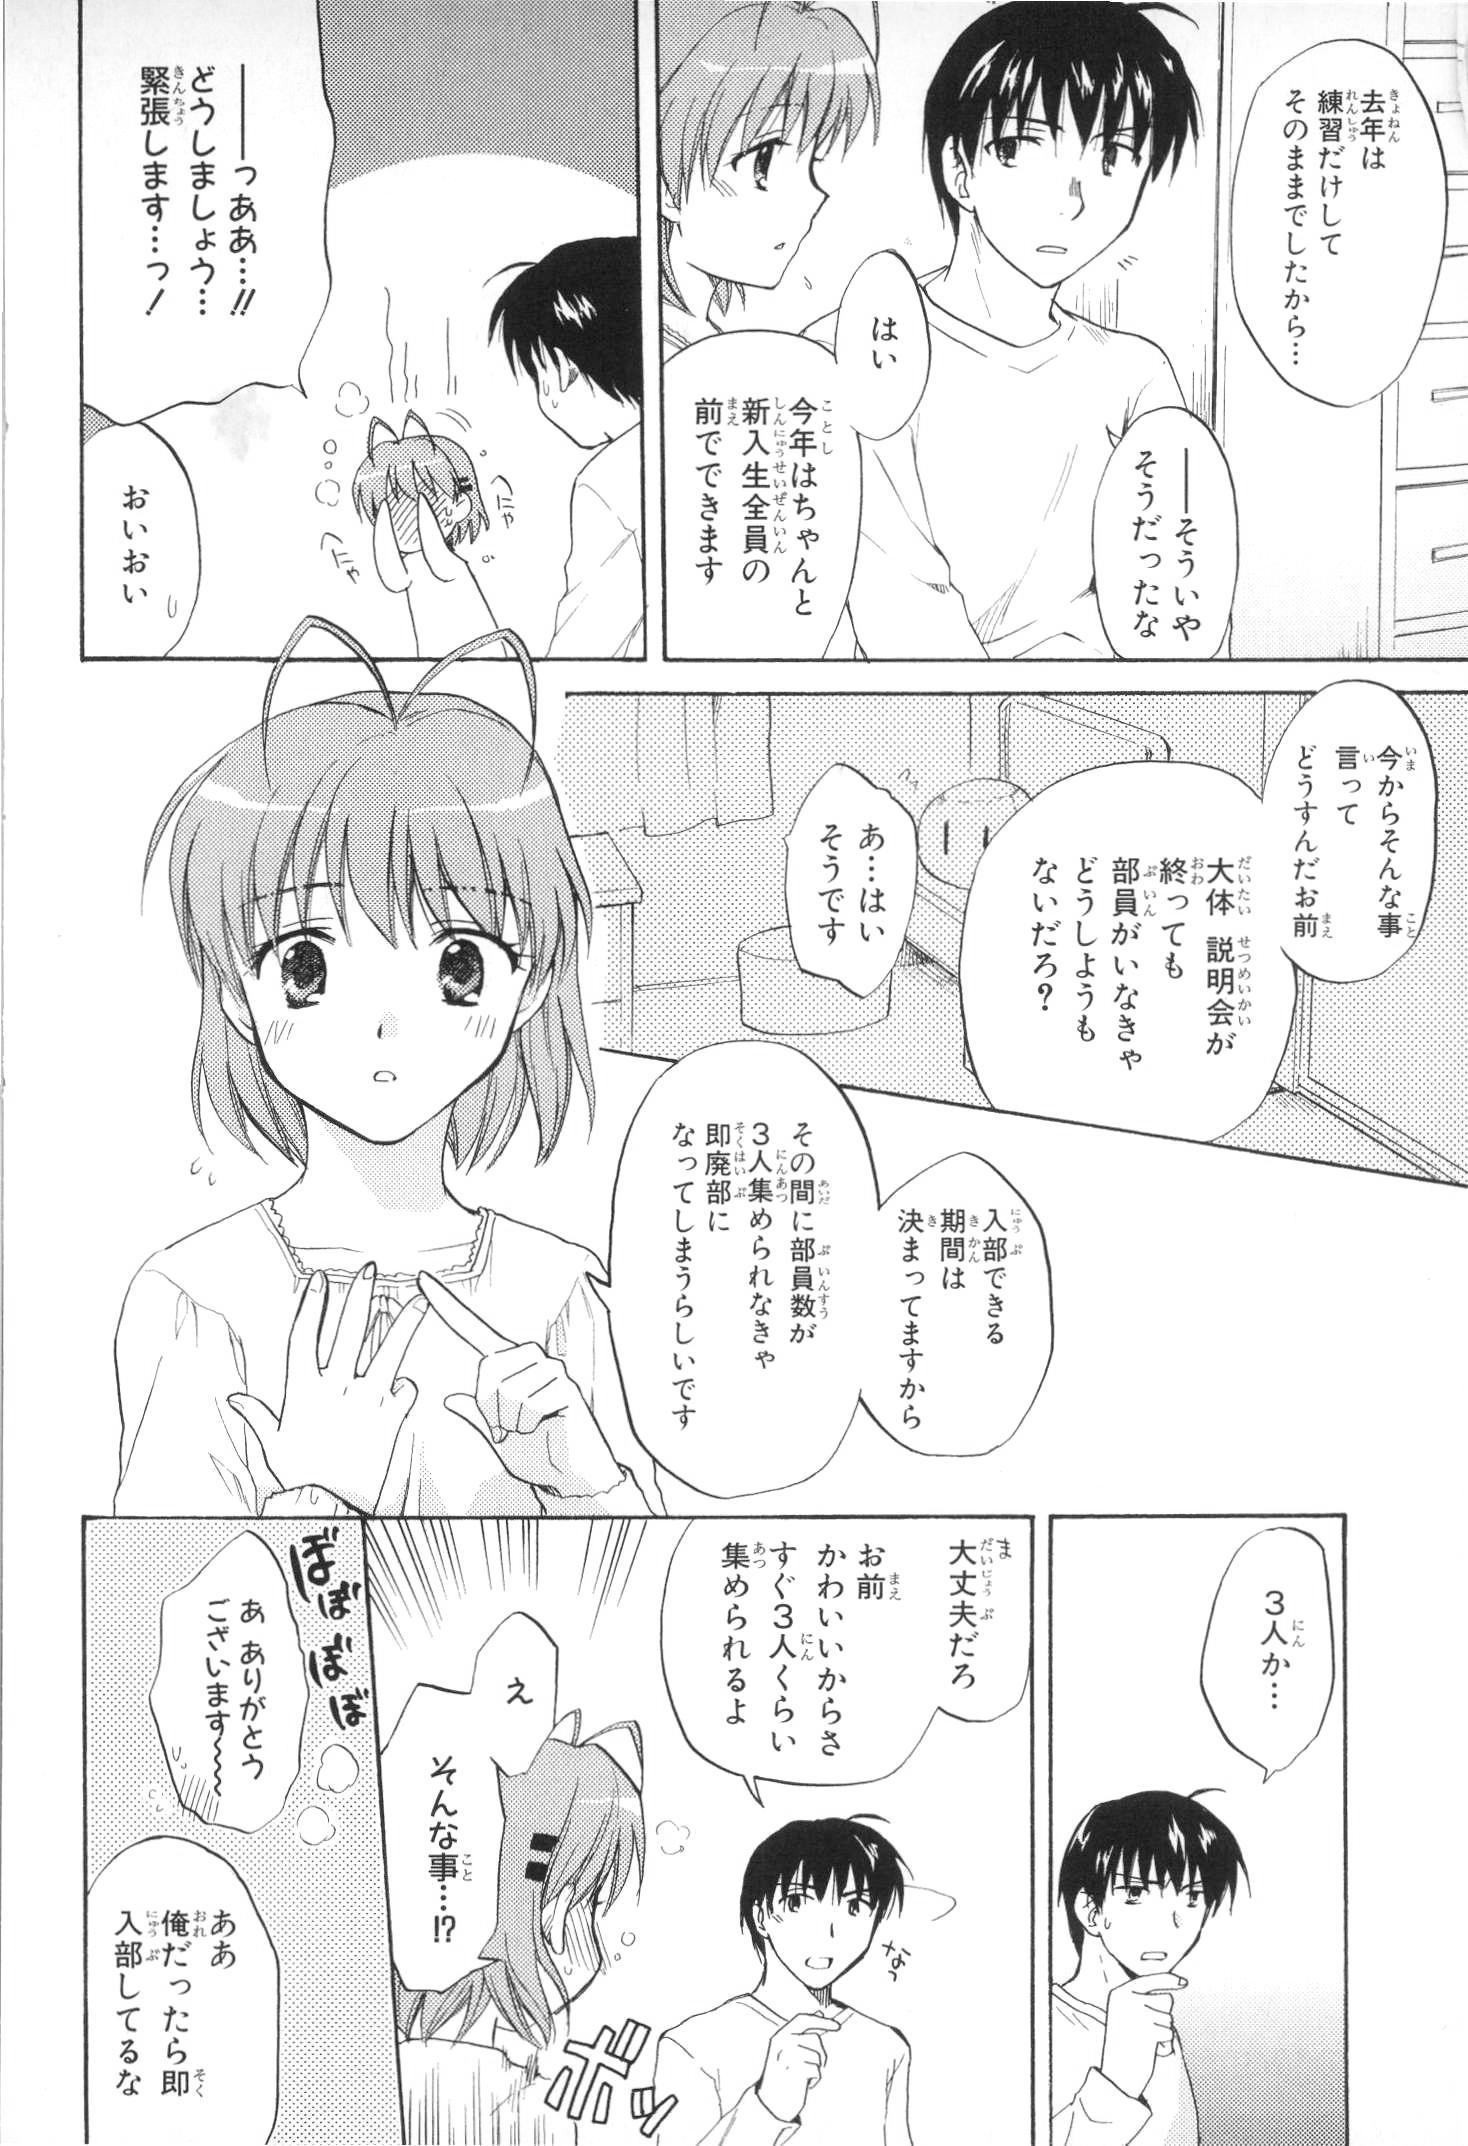 去年は
練習だけして
そのままでしたから…
――そういや
そうだったな
はい
今年はちゃんと
新入生全員の
前でできます
――っああ…!!
どうしましょう…
緊張します…っ!
へにゃ
へにゃ
おいおい
今からそんな事
言って
どうすんだお前
大体 説明会が
終っても
部員がいなきゃ
どうしようも
ないだろ?
あ…はい
そうです
入部できる
期間は
決まってますから
その間に部員数が
3人集められなきゃ
即廃部に
なってしまうらしいです
3人か…
ま
大丈夫だろ
お前
かわいいからさ
すぐ3人くらい
集められるよ
なっ
え
そんな事…!?
ボッ
ぼぼ
ぼぼ
あ ありがとう
ございます〜〜〜
ああ
俺だったら即
入部してるな